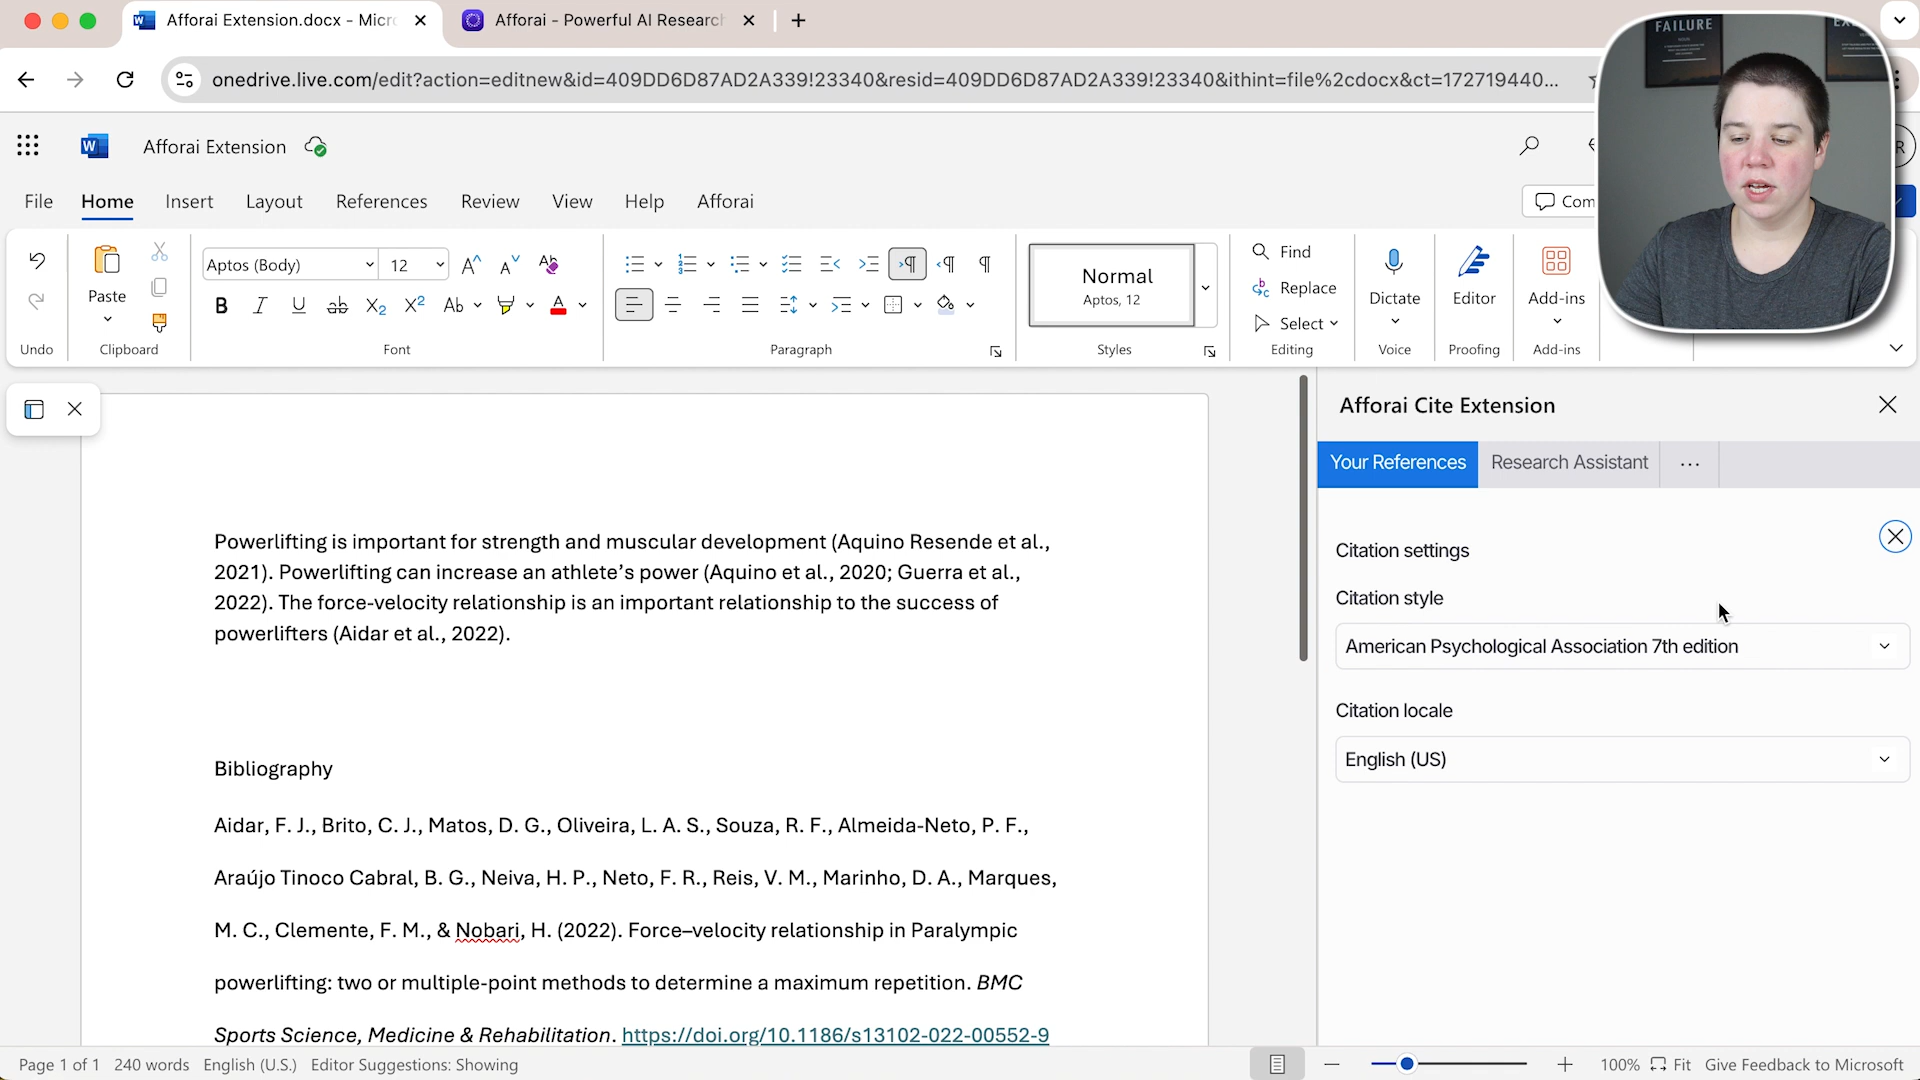 Afforai Extension.docx - Micr
Afforai - Powerful AI Research
FAILURE
onedrive.live.com/edit?action=editnew&id=409DD6D87AD2A339!23340&resid=409DD6D87AD2A339!23340&ithint=file%2cdocx&ct=172719440...
W Afforai Extension
R
File Home Insert Layout References Review View Help Afforai
Com
Paste
Aptos (Body) 12
Normal
Aptos, 12
Find
Replace
Select
Dictate
Editor
Add-ins
Undo Clipboard Font Paragraph Styles Editing Voice Proofing Add-ins
Powerlifting is important for strength and muscular development (Aquino Resende et al.,
2021). Powerlifting can increase an athlete’s power (Aquino et al., 2020; Guerra et al.,
2022). The force-velocity relationship is an important relationship to the success of
powerlifters (Aidar et al., 2022).
Bibliography
Aidar, F. J., Brito, C. J., Matos, D. G., Oliveira, L. A. S., Souza, R. F., Almeida-Neto, P. F.,
Araújo Tinoco Cabral, B. G., Neiva, H. P., Neto, F. R., Reis, V. M., Marinho, D. A., Marques,
M. C., Clemente, F. M., & Nobari, H. (2022). Force–velocity relationship in Paralympic
powerlifting: two or multiple-point methods to determine a maximum repetition. BMC
Sports Science, Medicine & Rehabilitation. https://doi.org/10.1186/s13102-022-00552-9
Afforai Cite Extension
Your References Research Assistant ...
Citation settings
Citation style
American Psychological Association 7th edition
Citation locale
English (US)
Page 1 of 1 240 words English (U.S.) Editor Suggestions: Showing
100% Fit Give Feedback to Microsoft